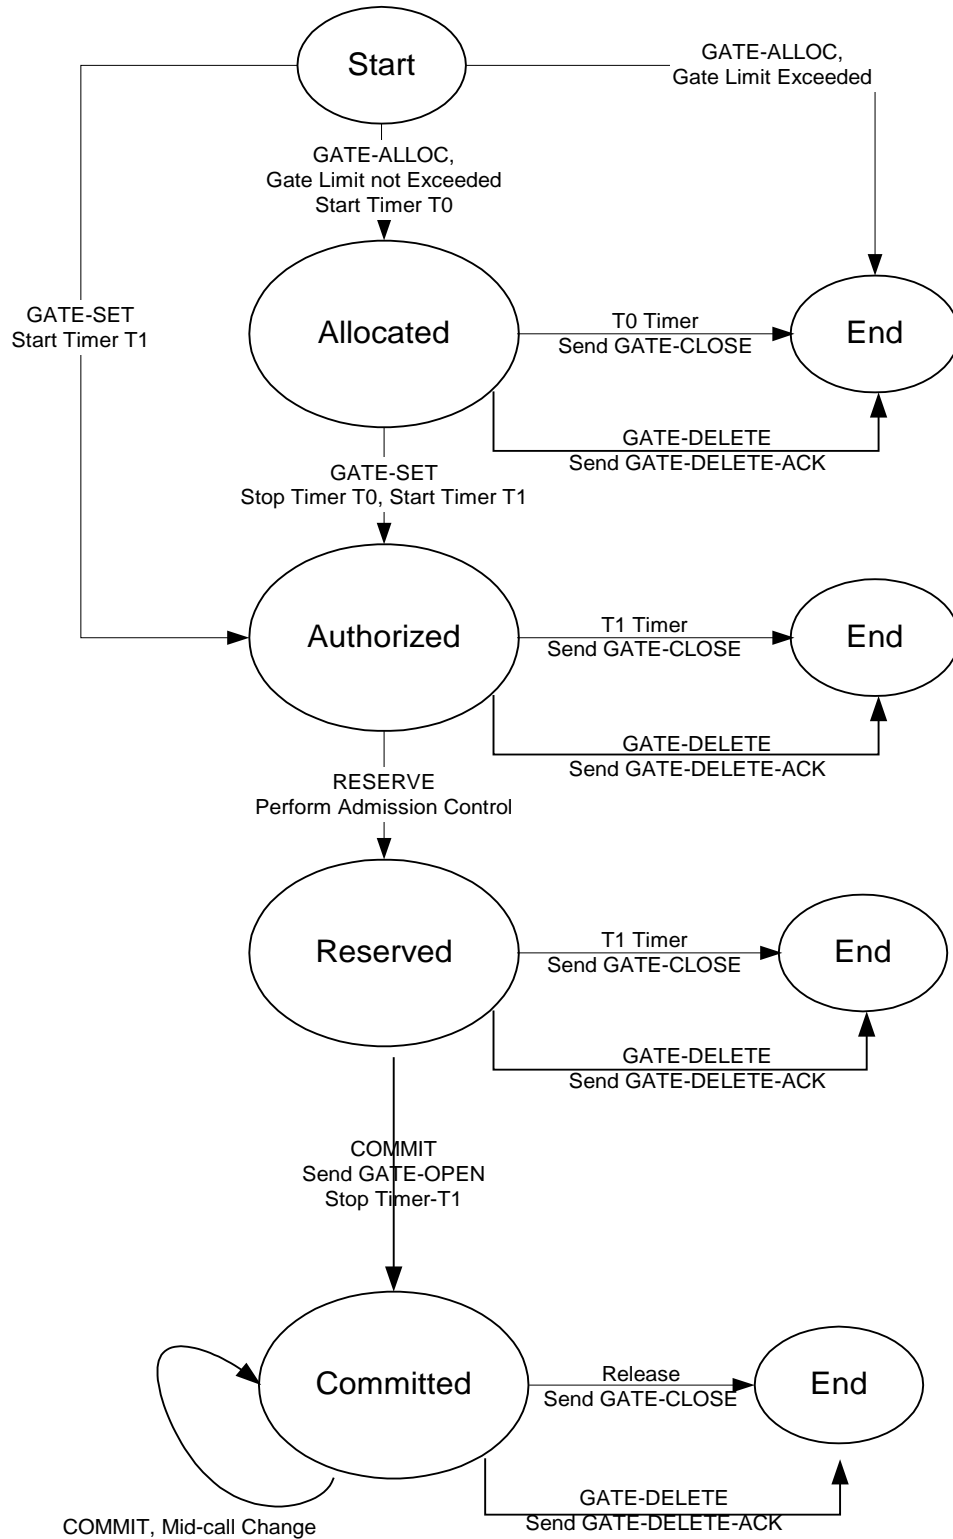 Start
GATE-ALLOC,
Gate Limit Exceeded
GATE-ALLOC,
Gate Limit not Exceeded
Start Timer T0
GATE-SET
Start Timer T1
Allocated
T0 Timer
Send GATE-CLOSE
End
GATE-DELETE
Send GATE-DELETE-ACK
GATE-SET
Stop Timer T0, Start Timer T1
Authorized
T1 Timer
Send GATE-CLOSE
End
GATE-DELETE
Send GATE-DELETE-ACK
RESERVE
Perform Admission Control
Reserved
T1 Timer
Send GATE-CLOSE
End
GATE-DELETE
Send GATE-DELETE-ACK
COMMIT
Send GATE-OPEN
Stop Timer-T1
Committed
Release
Send GATE-CLOSE
End
GATE-DELETE
Send GATE-DELETE-ACK
COMMIT, Mid-call Change